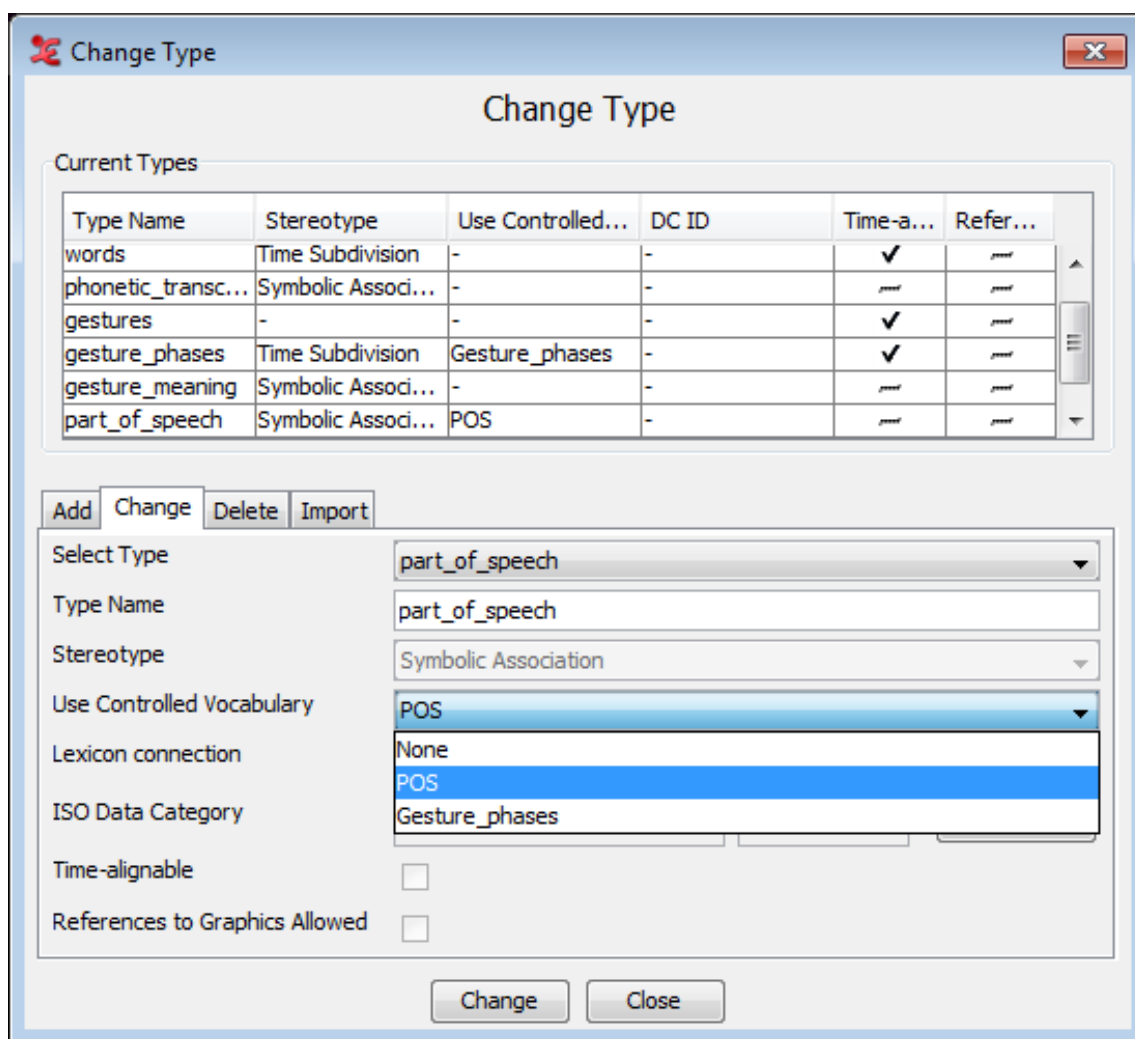 Change Type
Change Type
Current Types
Type Name Stereotype Use Controlled... DC ID Time-a... Refer...
words Time Subdivision - -
phonetic_transc... Symbolic Associ... - -
gestures - - -
gesture_phases Time Subdivision Gesture_phases -
gesture_meaning Symbolic Associ... - -
part_of_speech Symbolic Associ... POS -
Add Change Delete Import
Select Type part_of_speech
Type Name part_of_speech
Stereotype Symbolic Association
Use Controlled Vocabulary POS
None
Lexicon connection
POS
ISO Data Category Gesture_phases
Time-alignable
References to Graphics Allowed
Change Close